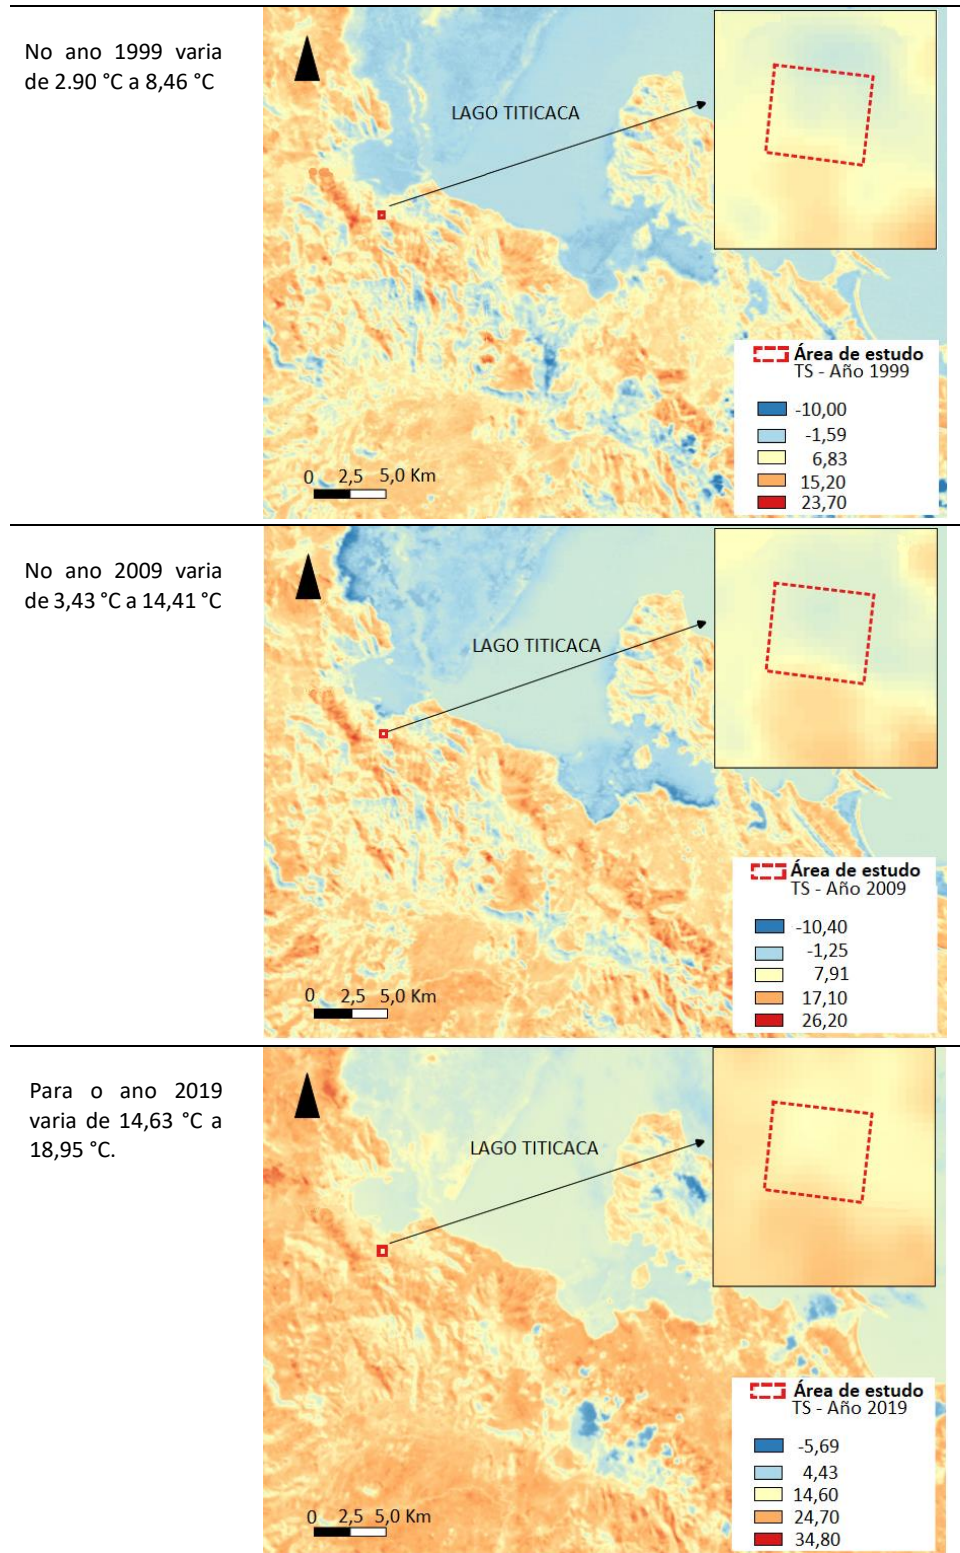 No ano 1999 varia
de 2.90 °C a 8,46 °C
LAGO TITICACA
Área de estudo
TS - Año 1999
-10,00
-1,59
6,83
15,20
23,70
0 2,5 5,0 Km
No ano 2009 varia
de 3,43 °C a 14,41 °C
LAGO TITICACA
Área de estudo
TS - Año 2009
-10,40
-1,25
7,91
17,10
26,20
0 2,5 5,0 Km
Para o ano 2019
varia de 14,63 °C a
18,95 °C.
LAGO TITICACA
Área de estudo
TS - Año 2019
-5,69
4,43
14,60
24,70
34,80
0 2,5 5,0 Km